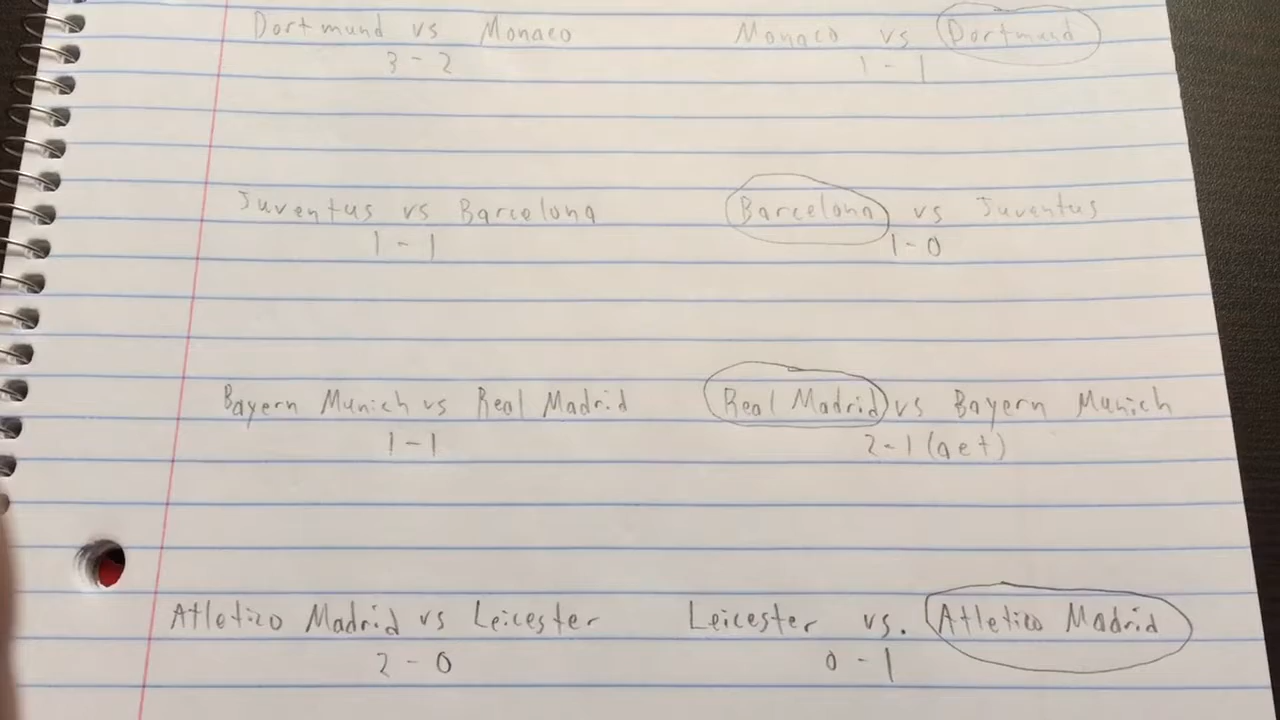 Dortmund vs Monaco Monaco vs Dortmund
3-2 1-1
Juventus vs Barcelona Barcelona vs Juventus
1-1 1-0
Bayern Munich vs Real Madrid Real Madrid vs Bayern Munich
1-1 2-1 (aet)
Atletico Madrid vs Leicester Leicester vs. Atletico Madrid
2-0 0-1